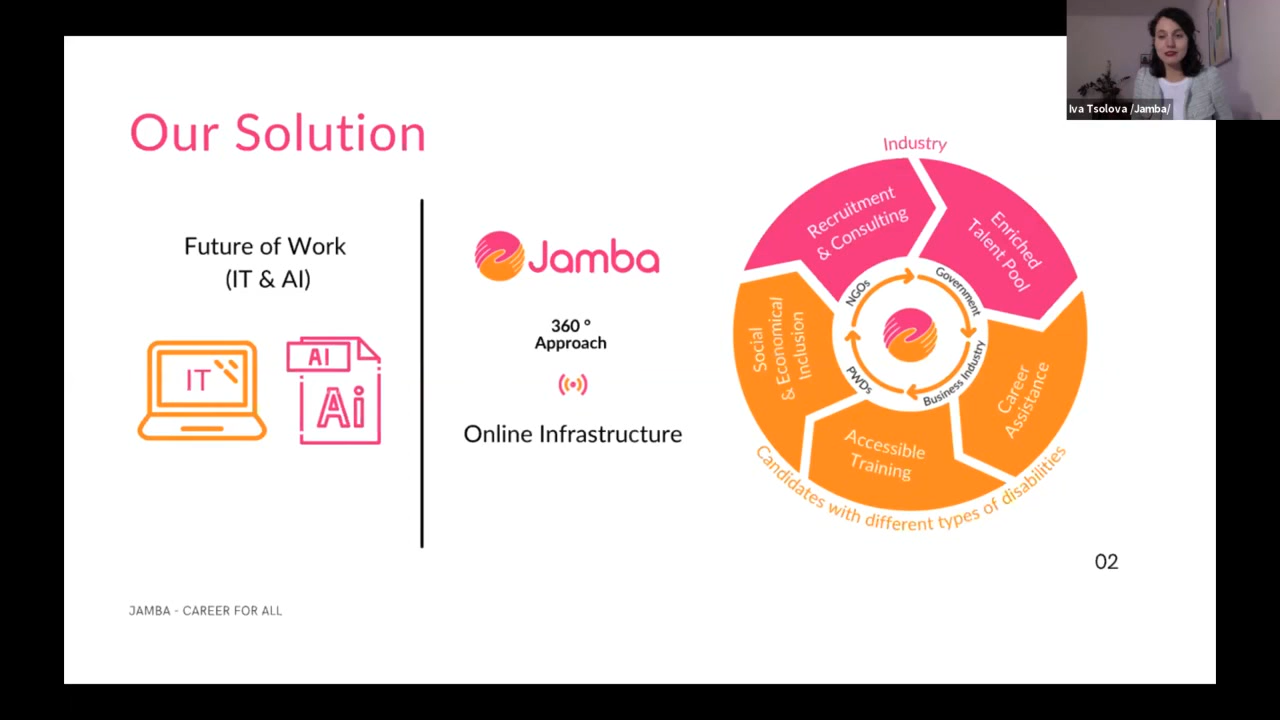 Iva Tsolova /Jamba/
Our Solution
Future of Work
(IT & AI)
IT
AI
Ai
Jamba
360 °
Approach
Online Infrastructure
Industry
Recruitment
& Consulting
Enriched
Talent Pool
Career
Assistance
Accessible
Training
Social
& Economical
Inclusion
NGOs
Government
Business Industry
PWDs
Candidates with different types of disabilities
02
JAMBA - CAREER FOR ALL